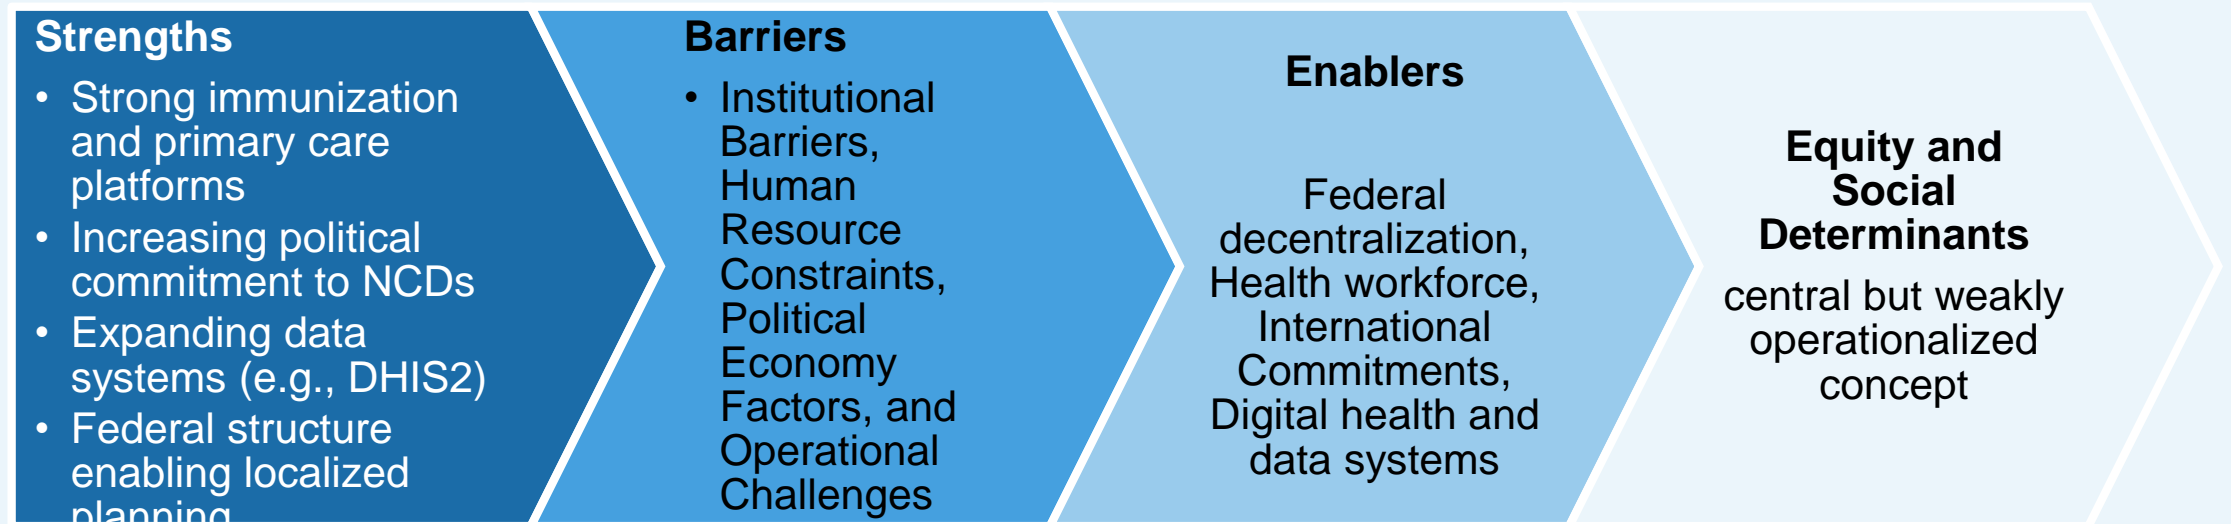 Strengths
• Strong immunization
and primary care
platforms
• Increasing political
commitment to NCDs
• Expanding data
systems (e.g., DHIS2)
• Federal structure
enabling localized
planning
Barriers
• Institutional
Barriers,
Human
Resource
Constraints,
Political
Economy
Factors, and
Operational
Challenges
Enablers
Federal
decentralization,
Health workforce,
International
Commitments,
Digital health and
data systems
Equity and
Social
Determinants
central but weakly
operationalized
concept